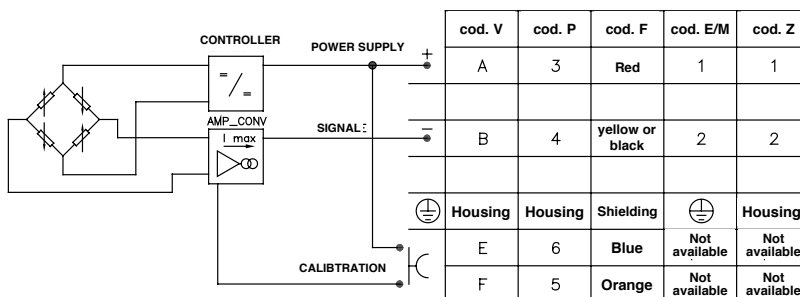 cod. V cod. P cod. F cod. E/M cod. Z
CONTROLLER
POWER SUPPLY
+
A 3 Red 1 1
= / =
AMP_CONV
I max
SIGNAL:
−
B 4 yellow or black 2 2
Housing Housing Shielding Housing
E 6 Blue Not available Not available
CALIBTRATION
F 5 Orange Not available Not available